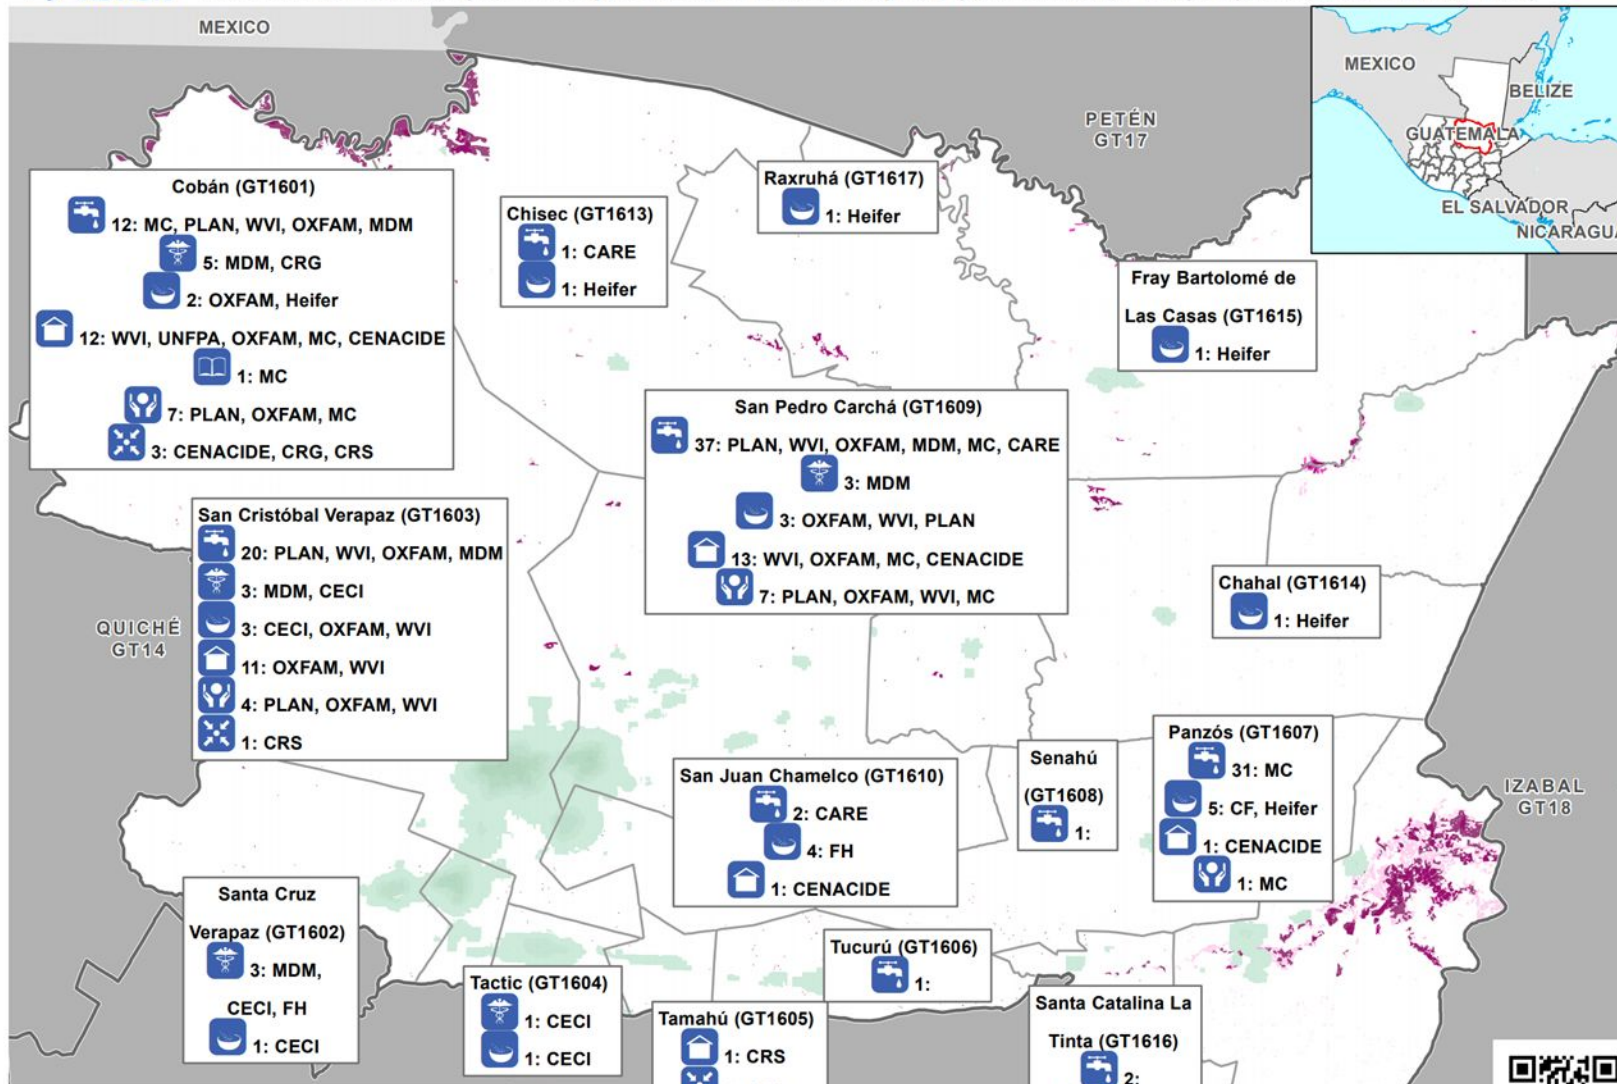 MEXICO
PETÉN
GT17
MEXICO
BELIZE
GUATEMALA
EL SALVADOR
NICARAGUA
Cobán (GT1601)
12: MC, PLAN, WVI, OXFAM, MDM
5: MDM, CRG
2: OXFAM, Heifer
12: WVI, UNFPA, OXFAM, MC, CENACIDE
1: MC
7: PLAN, OXFAM, MC
3: CENACIDE, CRG, CRS
Chisec (GT1613)
1: CARE
1: Heifer
Raxruhá (GT1617)
1: Heifer
Fray Bartolomé de
Las Casas (GT1615)
1: Heifer
San Pedro Carchá (GT1609)
37: PLAN, WVI, OXFAM, MDM, MC, CARE
3: MDM
3: OXFAM, WVI, PLAN
13: WVI, OXFAM, MC, CENACIDE
7: PLAN, OXFAM, WVI, MC
San Cristóbal Verapaz (GT1603)
20: PLAN, WVI, OXFAM, MDM
3: MDM, CECI
3: CECI, OXFAM, WVI
11: OXFAM, WVI
4: PLAN, OXFAM, WVI
1: CRS
QUICHÉ
GT14
Chahal (GT1614)
1: Heifer
San Juan Chamelco (GT1610)
2: CARE
4: FH
1: CENACIDE
Senahú
(GT1608)
1:
Panzós (GT1607)
31: MC
5: CF, Heifer
1: CENACIDE
1: MC
IZABAL
GT18
Santa Cruz
Verapaz (GT1602)
3: MDM,
CECI, FH
1: CECI
Tactic (GT1604)
1: CECI
1: CECI
Tamahú (GT1605)
1: CRS
Tucurú (GT1606)
1:
Santa Catalina La
Tinta (GT1616)
2: